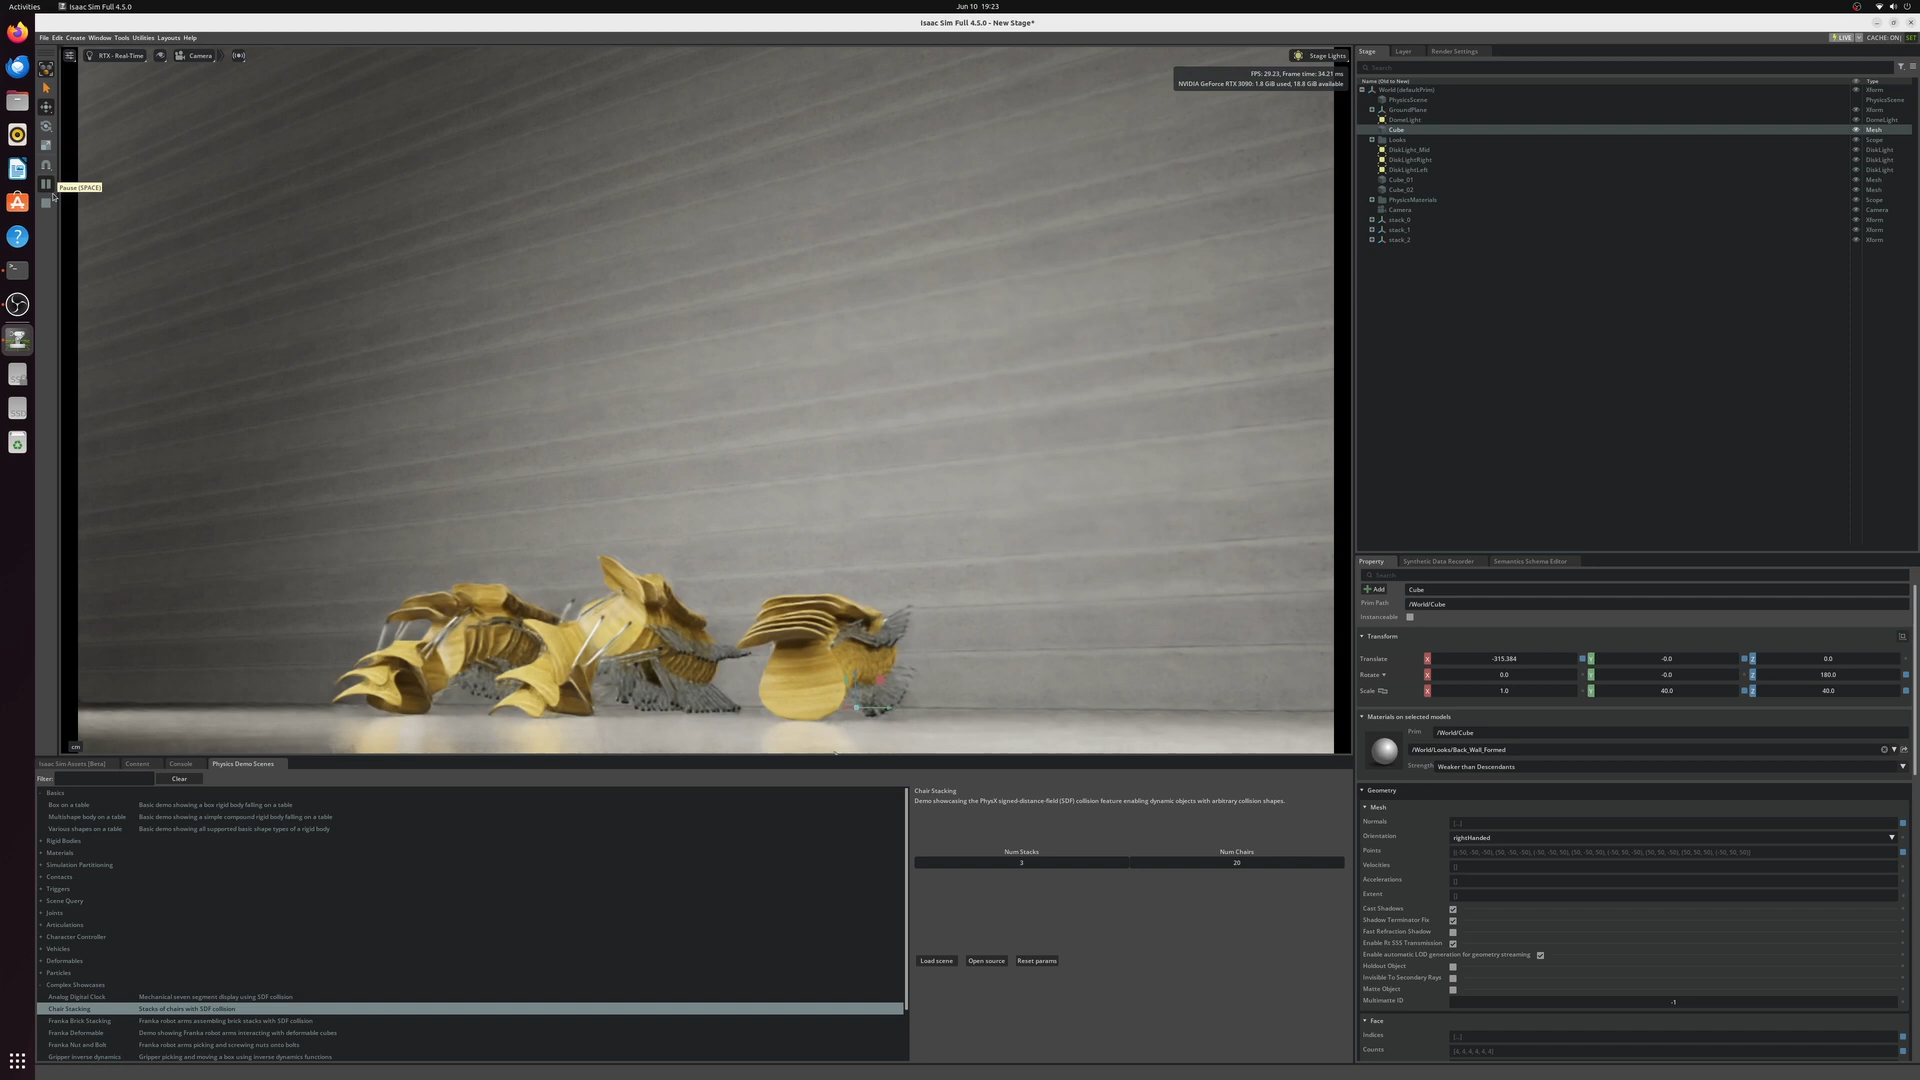 Activities
Isaac Sim Full 4.5.0
Jun 10 19:23
Isaac Sim Full 4.5.0 - New Stage*
File Edit Create Window Tools Utilities Layouts Help
LIVE
CACHE: ON
RTX - Real-Time
Camera
Stage Lights
FPS: 29.23, Frame time: 34.21 ms
NVIDIA GeForce RTX 3090: 1.8 GiB used, 18.8 GiB available
Pause (SPACE)
cm
Stage Layer Render Settings
Search
Name (Old to New) Type
World (defaultPrim) Xform
PhysicsScene PhysicsScene
GroundPlane Xform
DomeLight DomeLight
Cube Mesh
Looks Scope
DiskLight_Mid DiskLight
DiskLightRight DiskLight
DiskLightLeft DiskLight
Cube_01 Mesh
Cube_02 Mesh
PhysicsMaterials Scope
Camera Camera
stack_0 Xform
stack_1 Xform
stack_2 Xform
Property Synthetic Data Recorder Semantics Schema Editor
Search
Add Cube
Prim Path /World/Cube
Instanceable
Transform
Translate X -315.384 Y -0.0 Z 0.0
Rotate X 0.0 Y -0.0 Z 180.0
Scale X 1.0 Y 40.0 Z 40.0
Materials on selected models
Prim /World/Cube
/World/Looks/Back_Wall_Formed
Strength Weaker than Descendants
Geometry
Mesh
Normals [...]
Orientation rightHanded
Points
Velocities []
Accelerations []
Extent []
Cast Shadows
Shadow Terminator Fix
Fast Refraction Shadow
Enable Rt SSS Transmission
Enable automatic LOD generation for geometry streaming
Holdout Object
Invisible To Secondary Rays
Matte Object
Multimatte ID -1
Face
Indices [...]
Counts [4, 4, 4, 4, 4, 4]
Isaac Sim Assets [Beta] Content Console Physics Demo Scenes
Filter: Clear
Basics
Box on a table Basic demo showing a box rigid body falling on a table
Multishape body on a table Basic demo showing a simple compound rigid body falling on a table
Various shapes on a table Basic demo showing all supported basic shape types of a rigid body
Rigid Bodies
Materials
Simulation Partitioning
Contacts
Triggers
Scene Query
Joints
Articulations
Character Controller
Vehicles
Deformables
Particles
Complex Showcases
Analog Digital Clock Mechanical seven segment display using SDF collision
Chair Stacking Stacks of chairs with SDF collision
Franka Brick Stacking Franka robot arms assembling brick stacks with SDF collision
Franka Deformable Demo showing Franka robot arms interacting with deformable cubes
Franka Nut and Bolt Franka robot arms picking and screwing nuts onto bolts
Gripper inverse dynamics Gripper picking and moving a box using inverse dynamics functions
Chair Stacking
Demo showcasing the PhysX signed-distance-field (SDF) collision feature enabling dynamic objects with arbitrary collision shapes.
Num Stacks Num Chairs
3 20
Load scene Open source Reset params